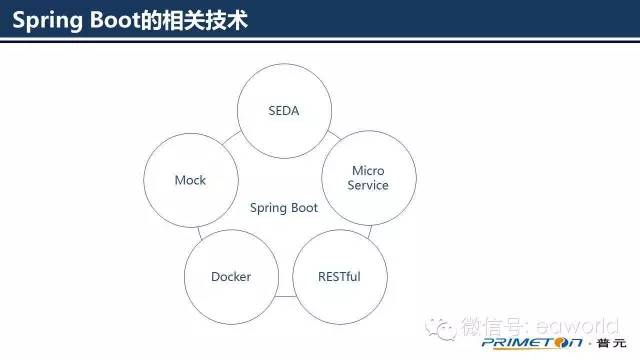 Spring Boot的相关技术
SEDA
Mock
Micro
Service
Spring Boot
Docker
RESTful
微信号: eaworld
PRIMETON · 普元